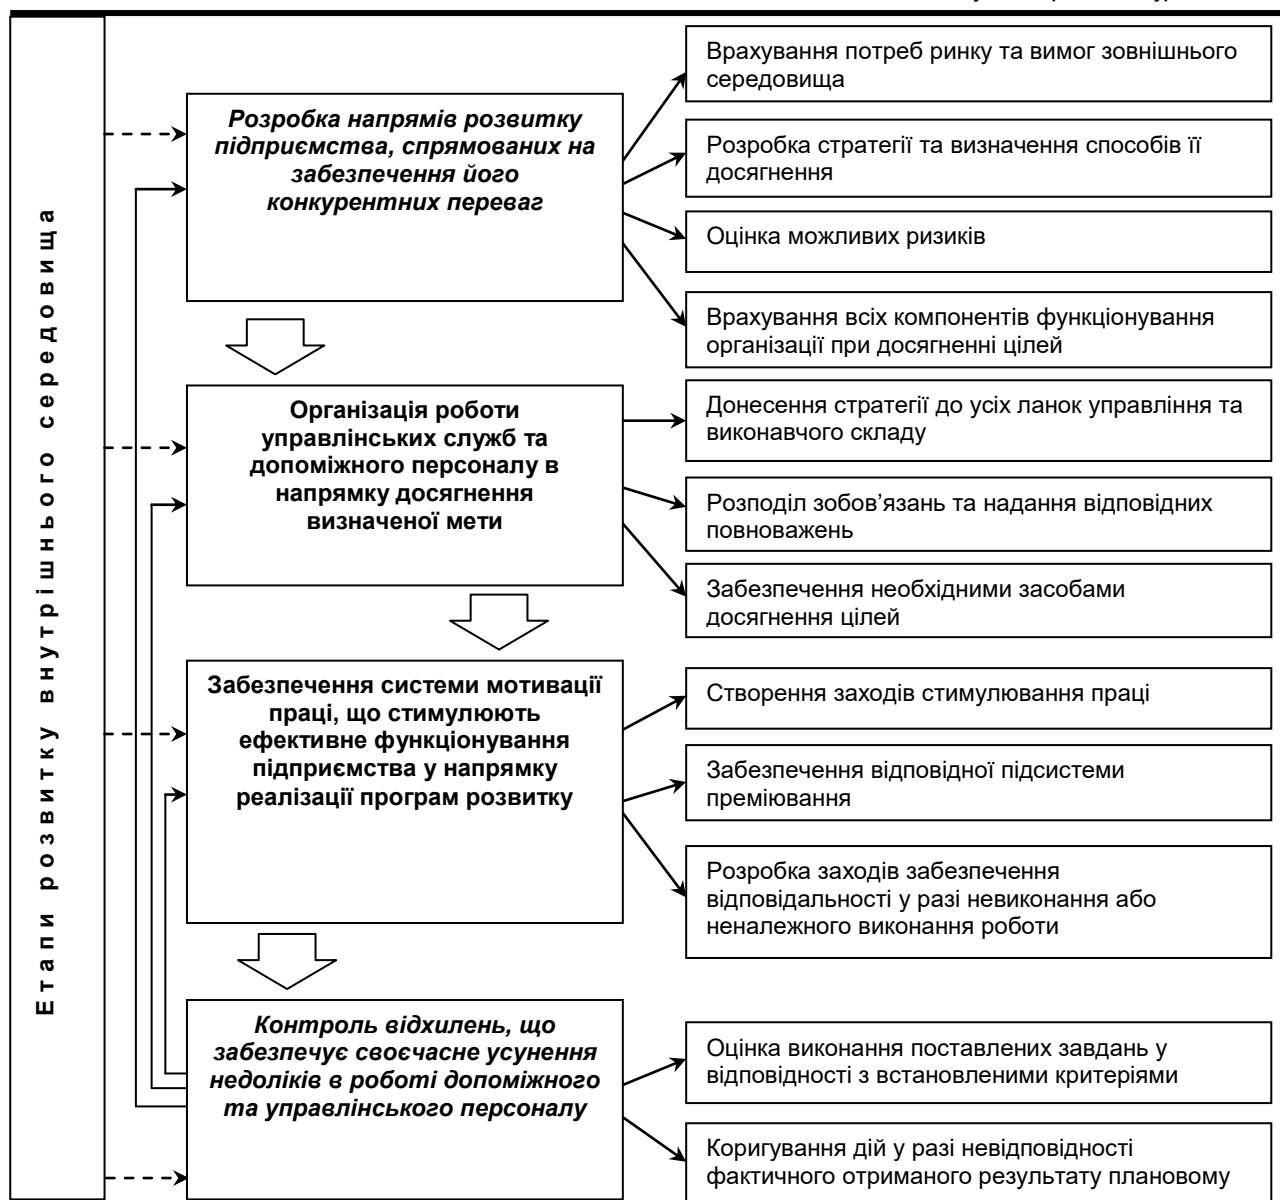 Етапи розвитку внутрішнього середовища
Розробка напрямів розвитку
підприємства, спрямованих на
забезпечення його
конкурентних переваг
Врахування потреб ринку та вимог зовнішнього
середовища
Розробка стратегії та визначення способів її
досягнення
Оцінка можливих ризиків
Врахування всіх компонентів функціонування
організації при досягненні цілей
Організація роботи
управлінських служб та
допоміжного персоналу в
напрямку досягнення
визначеної мети
Донесення стратегії до усіх ланок управління та
виконавчого складу
Розподіл зобов’язань та надання відповідних
повноважень
Забезпечення необхідними засобами
досягнення цілей
Забезпечення системи мотивації
праці, що стимулюють
ефективне функціонування
підприємства у напрямку
реалізації програм розвитку
Створення заходів стимулювання праці
Забезпечення відповідної підсистеми
преміювання
Розробка заходів забезпечення
відповідальності у разі невиконання або
неналежного виконання роботи
Контроль відхилень, що
забезпечує своєчасне усунення
недоліків в роботі допоміжного
та управлінського персоналу
Оцінка виконання поставлених завдань у
відповідності з встановленими критеріями
Коригування дій у разі невідповідності
фактичного отриманого результату плановому